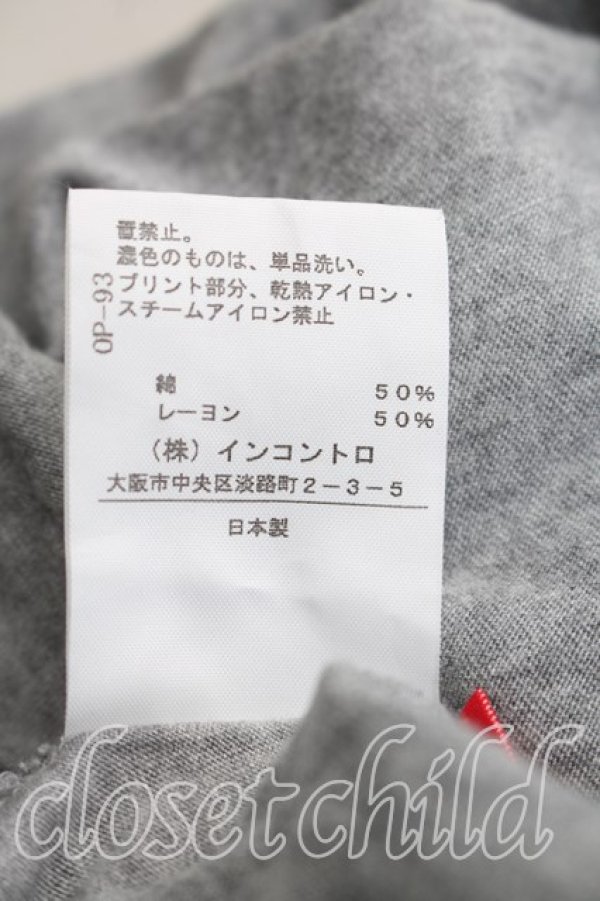 置禁止。
濃色のものは、単品洗い。
プリント部分、乾熱アイロン・
スチームアイロン禁止
OP-93
綿 50%
レーヨン 50%
(株)インコントロ
大阪市中央区淡路町2-3-5
日本製
closetchild